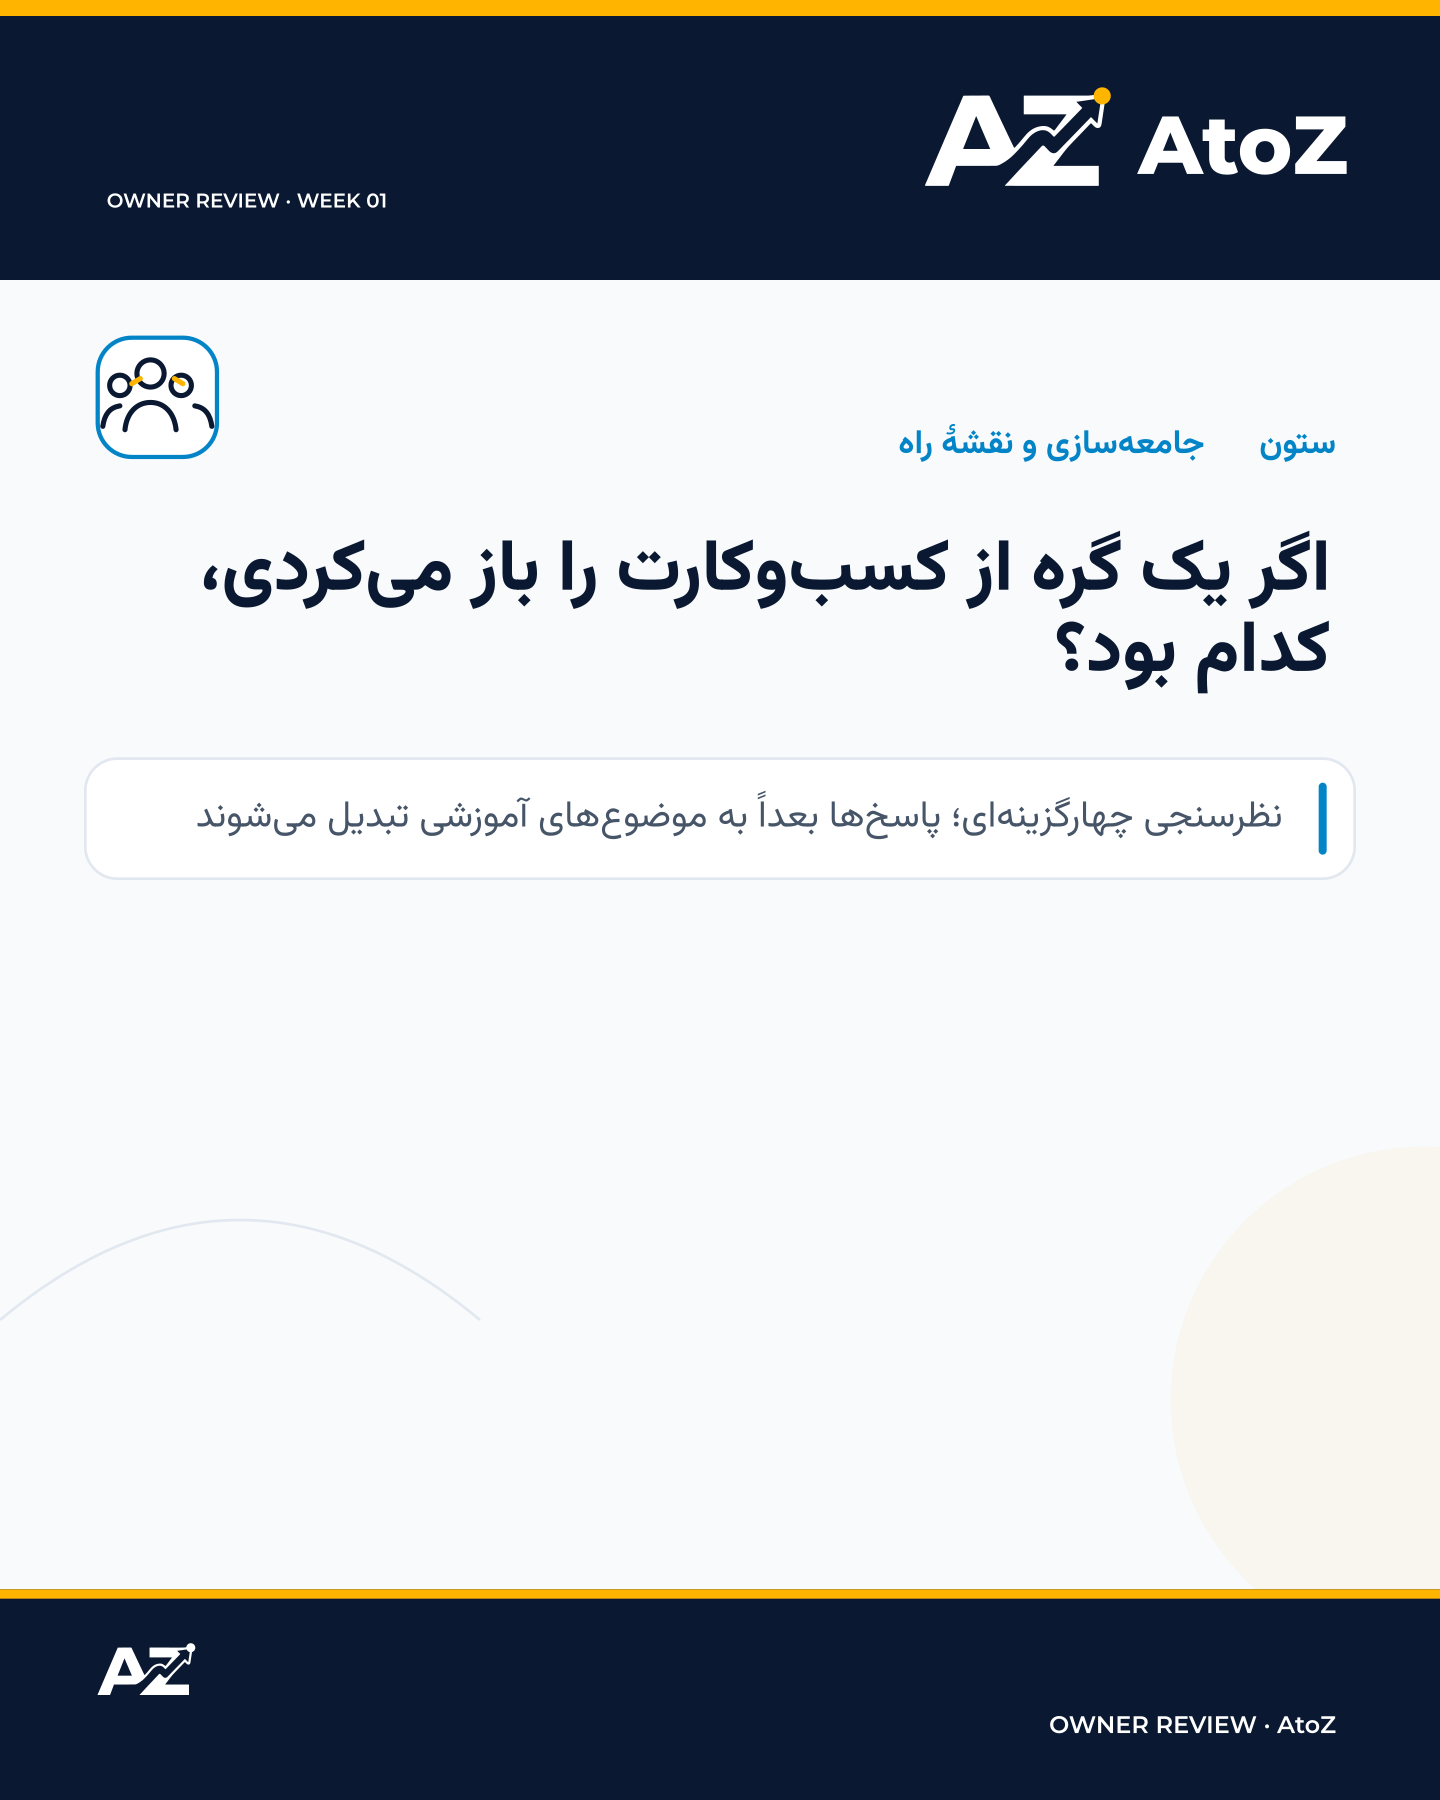 AZ AtoZ
OWNER REVIEW · WEEK 01
ستون جامعه‌سازی و نقشهٔ راه
اگر یک گره از کسب‌وکارت را باز می‌کردی،
کدام بود؟
نظرسنجی چهارگزینه‌ای؛ پاسخ‌ها بعداً به موضوع‌های آموزشی تبدیل می‌شوند
AZ
OWNER REVIEW · AtoZ